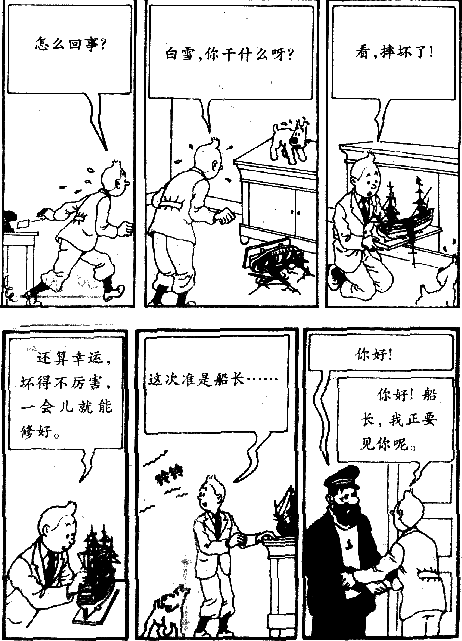 怎么回事?
白雪,你干什么呀?
看,摔坏了!
还算幸运,
坏得不厉害,
一会儿就能
修好。
这次准是船长……
铃铃
你好!
你好!船
长,我正要
见你呢。